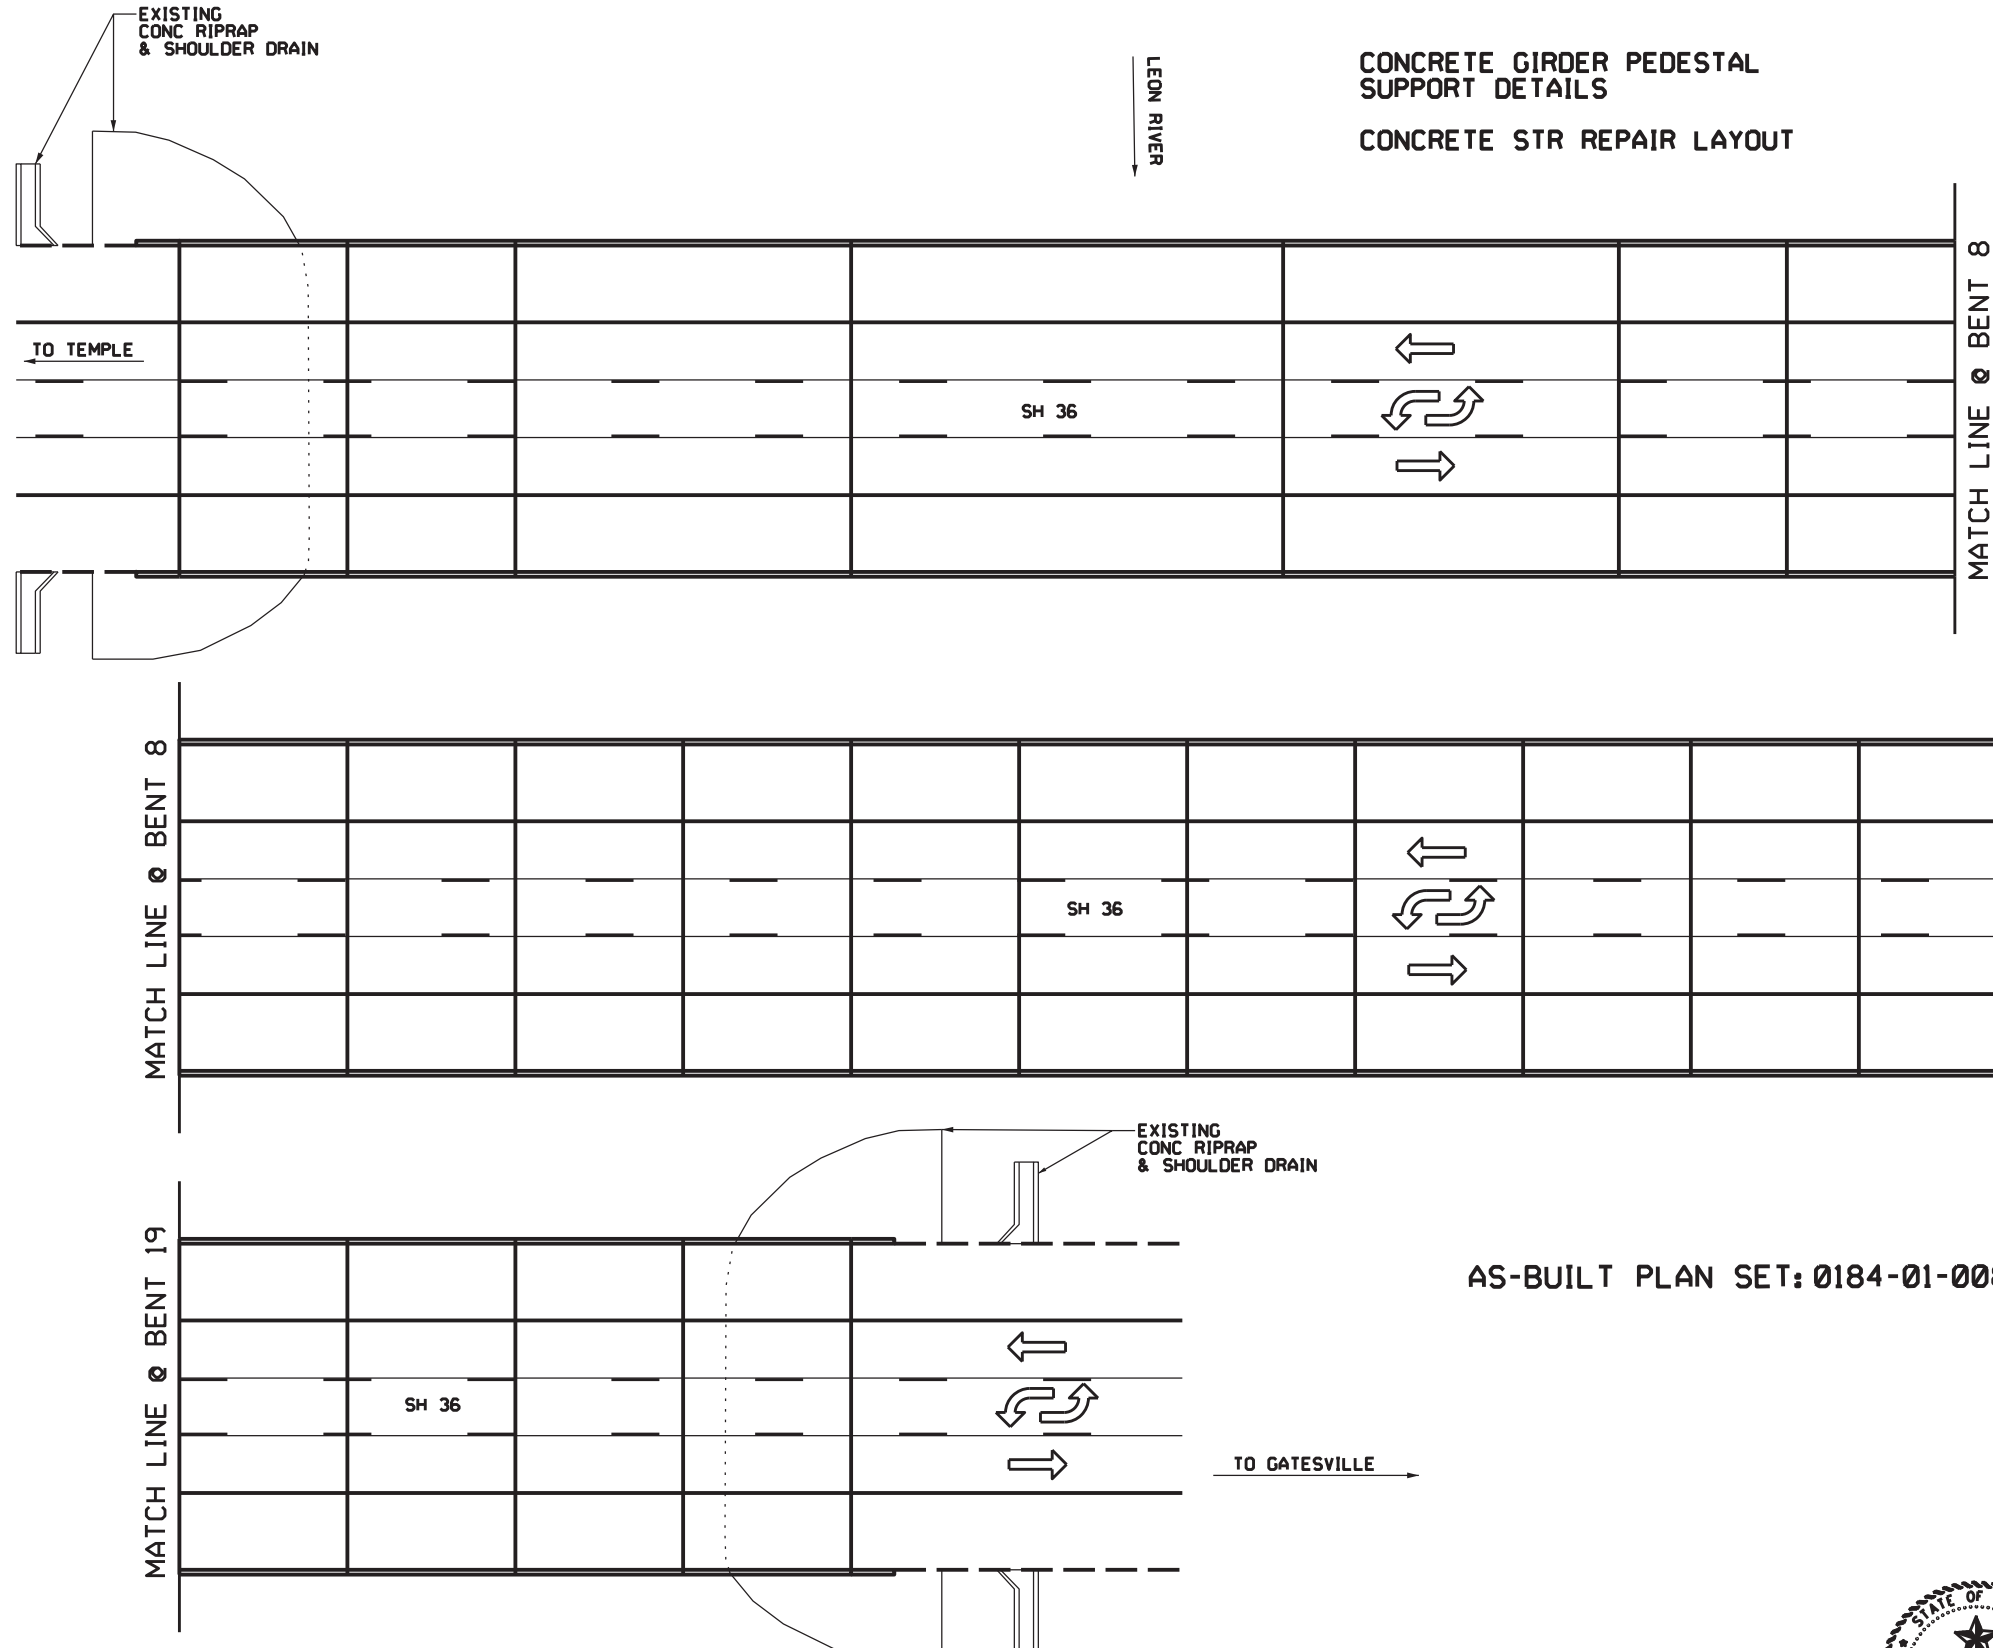 EXISTING
CONC RIPRAP
& SHOULDER DRAIN
LEON RIVER
CONCRETE GIRDER PEDESTAL
SUPPORT DETAILS
CONCRETE STR REPAIR LAYOUT
TO TEMPLE
SH 36
MATCH LINE @ BENT 8
MATCH LINE @ BENT 8
SH 36
EXISTING
CONC RIPRAP
& SHOULDER DRAIN
MATCH LINE @ BENT 19
SH 36
TO GATESVILLE
AS-BUILT PLAN SET: 0184-01-00
STATE OF